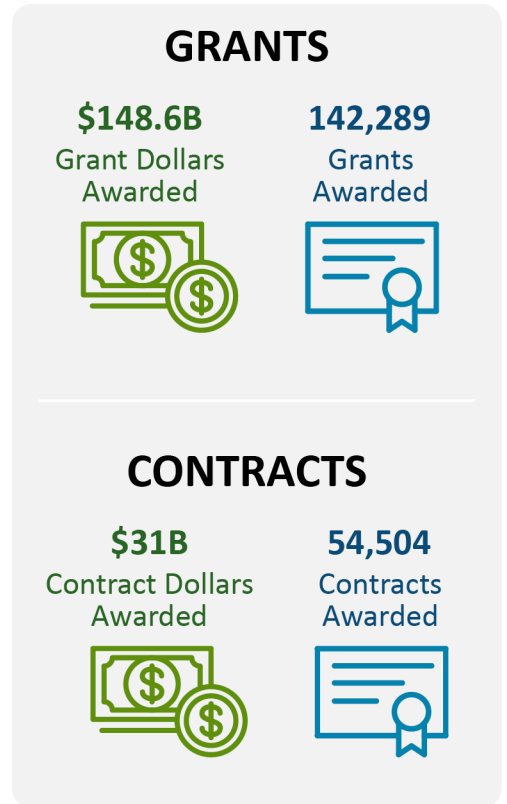 GRANTS
$148.6B
Grant Dollars
Awarded
142,289
Grants
Awarded
$
$
CONTRACTS
$31B
Contract Dollars
Awarded
54,504
Contracts
Awarded
$
$